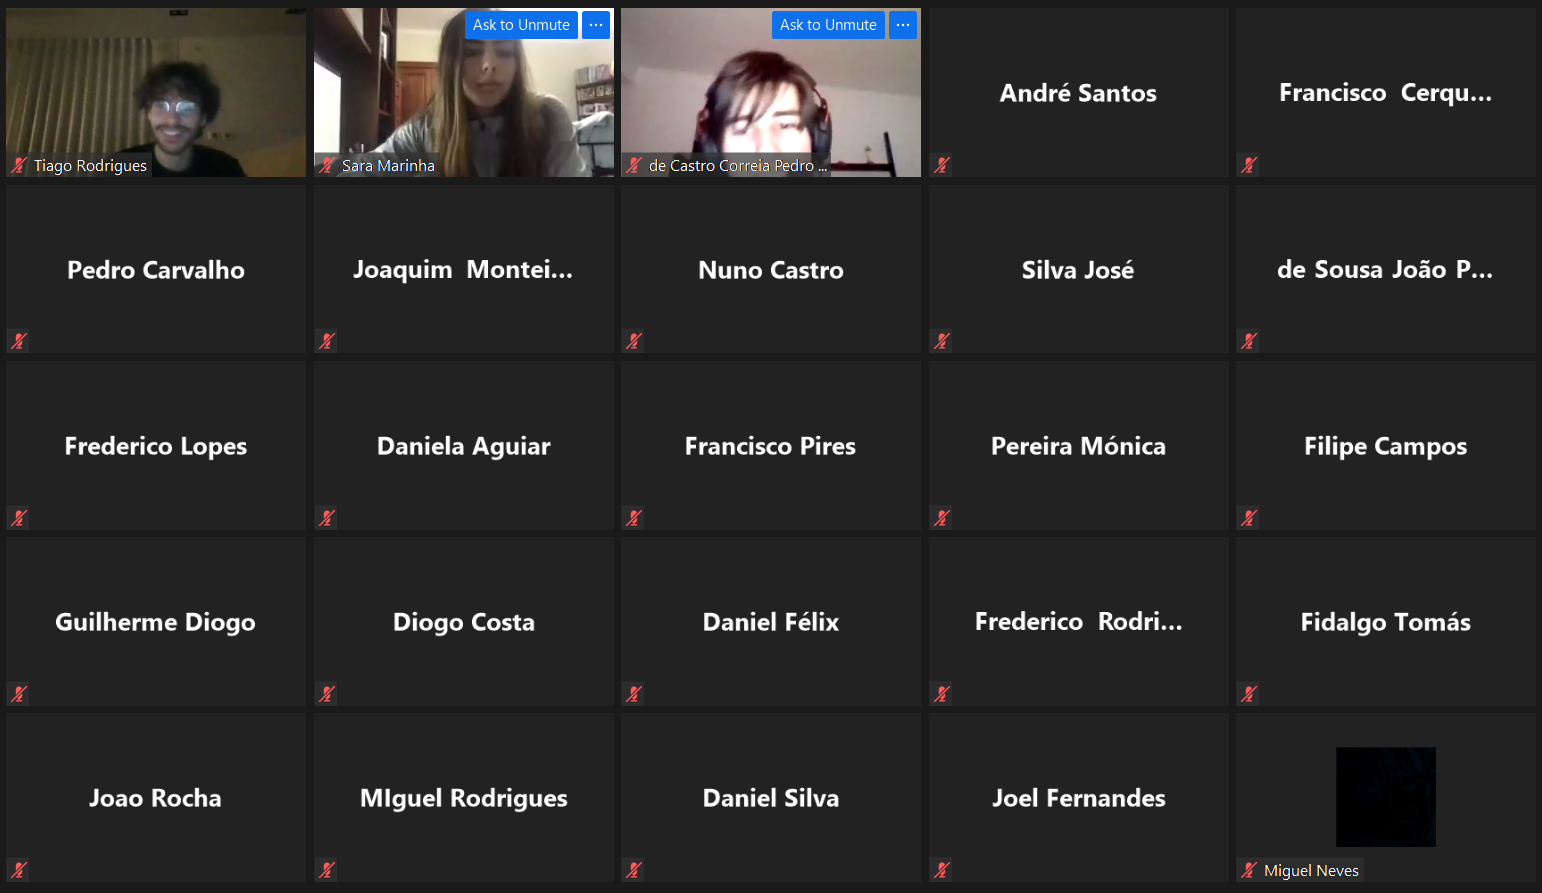 Ask to Unmute ...
Ask to Unmute ...
Tiago Rodrigues
Sara Marinha
de Castro Correia Pedro ...
André Santos
Francisco Cerqu...
Pedro Carvalho
Joaquim Montei...
Nuno Castro
Silva José
de Sousa João P...
Frederico Lopes
Daniela Aguiar
Francisco Pires
Pereira Mónica
Filipe Campos
Guilherme Diogo
Diogo Costa
Daniel Félix
Frederico Rodri...
Fidalgo Tomás
Joao Rocha
MIguel Rodrigues
Daniel Silva
Joel Fernandes
Miguel Neves